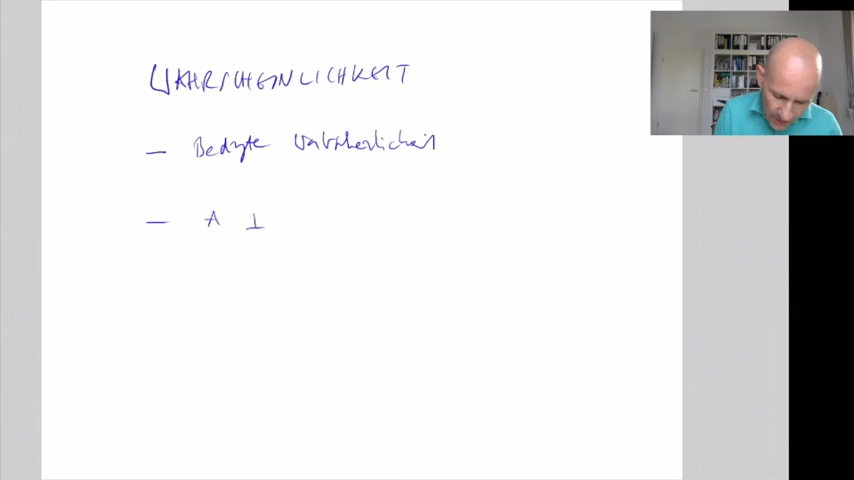 WAHRSCHEINLICHKEIT
— Bedingte Wahrscheinlichkeit
— A ⊥